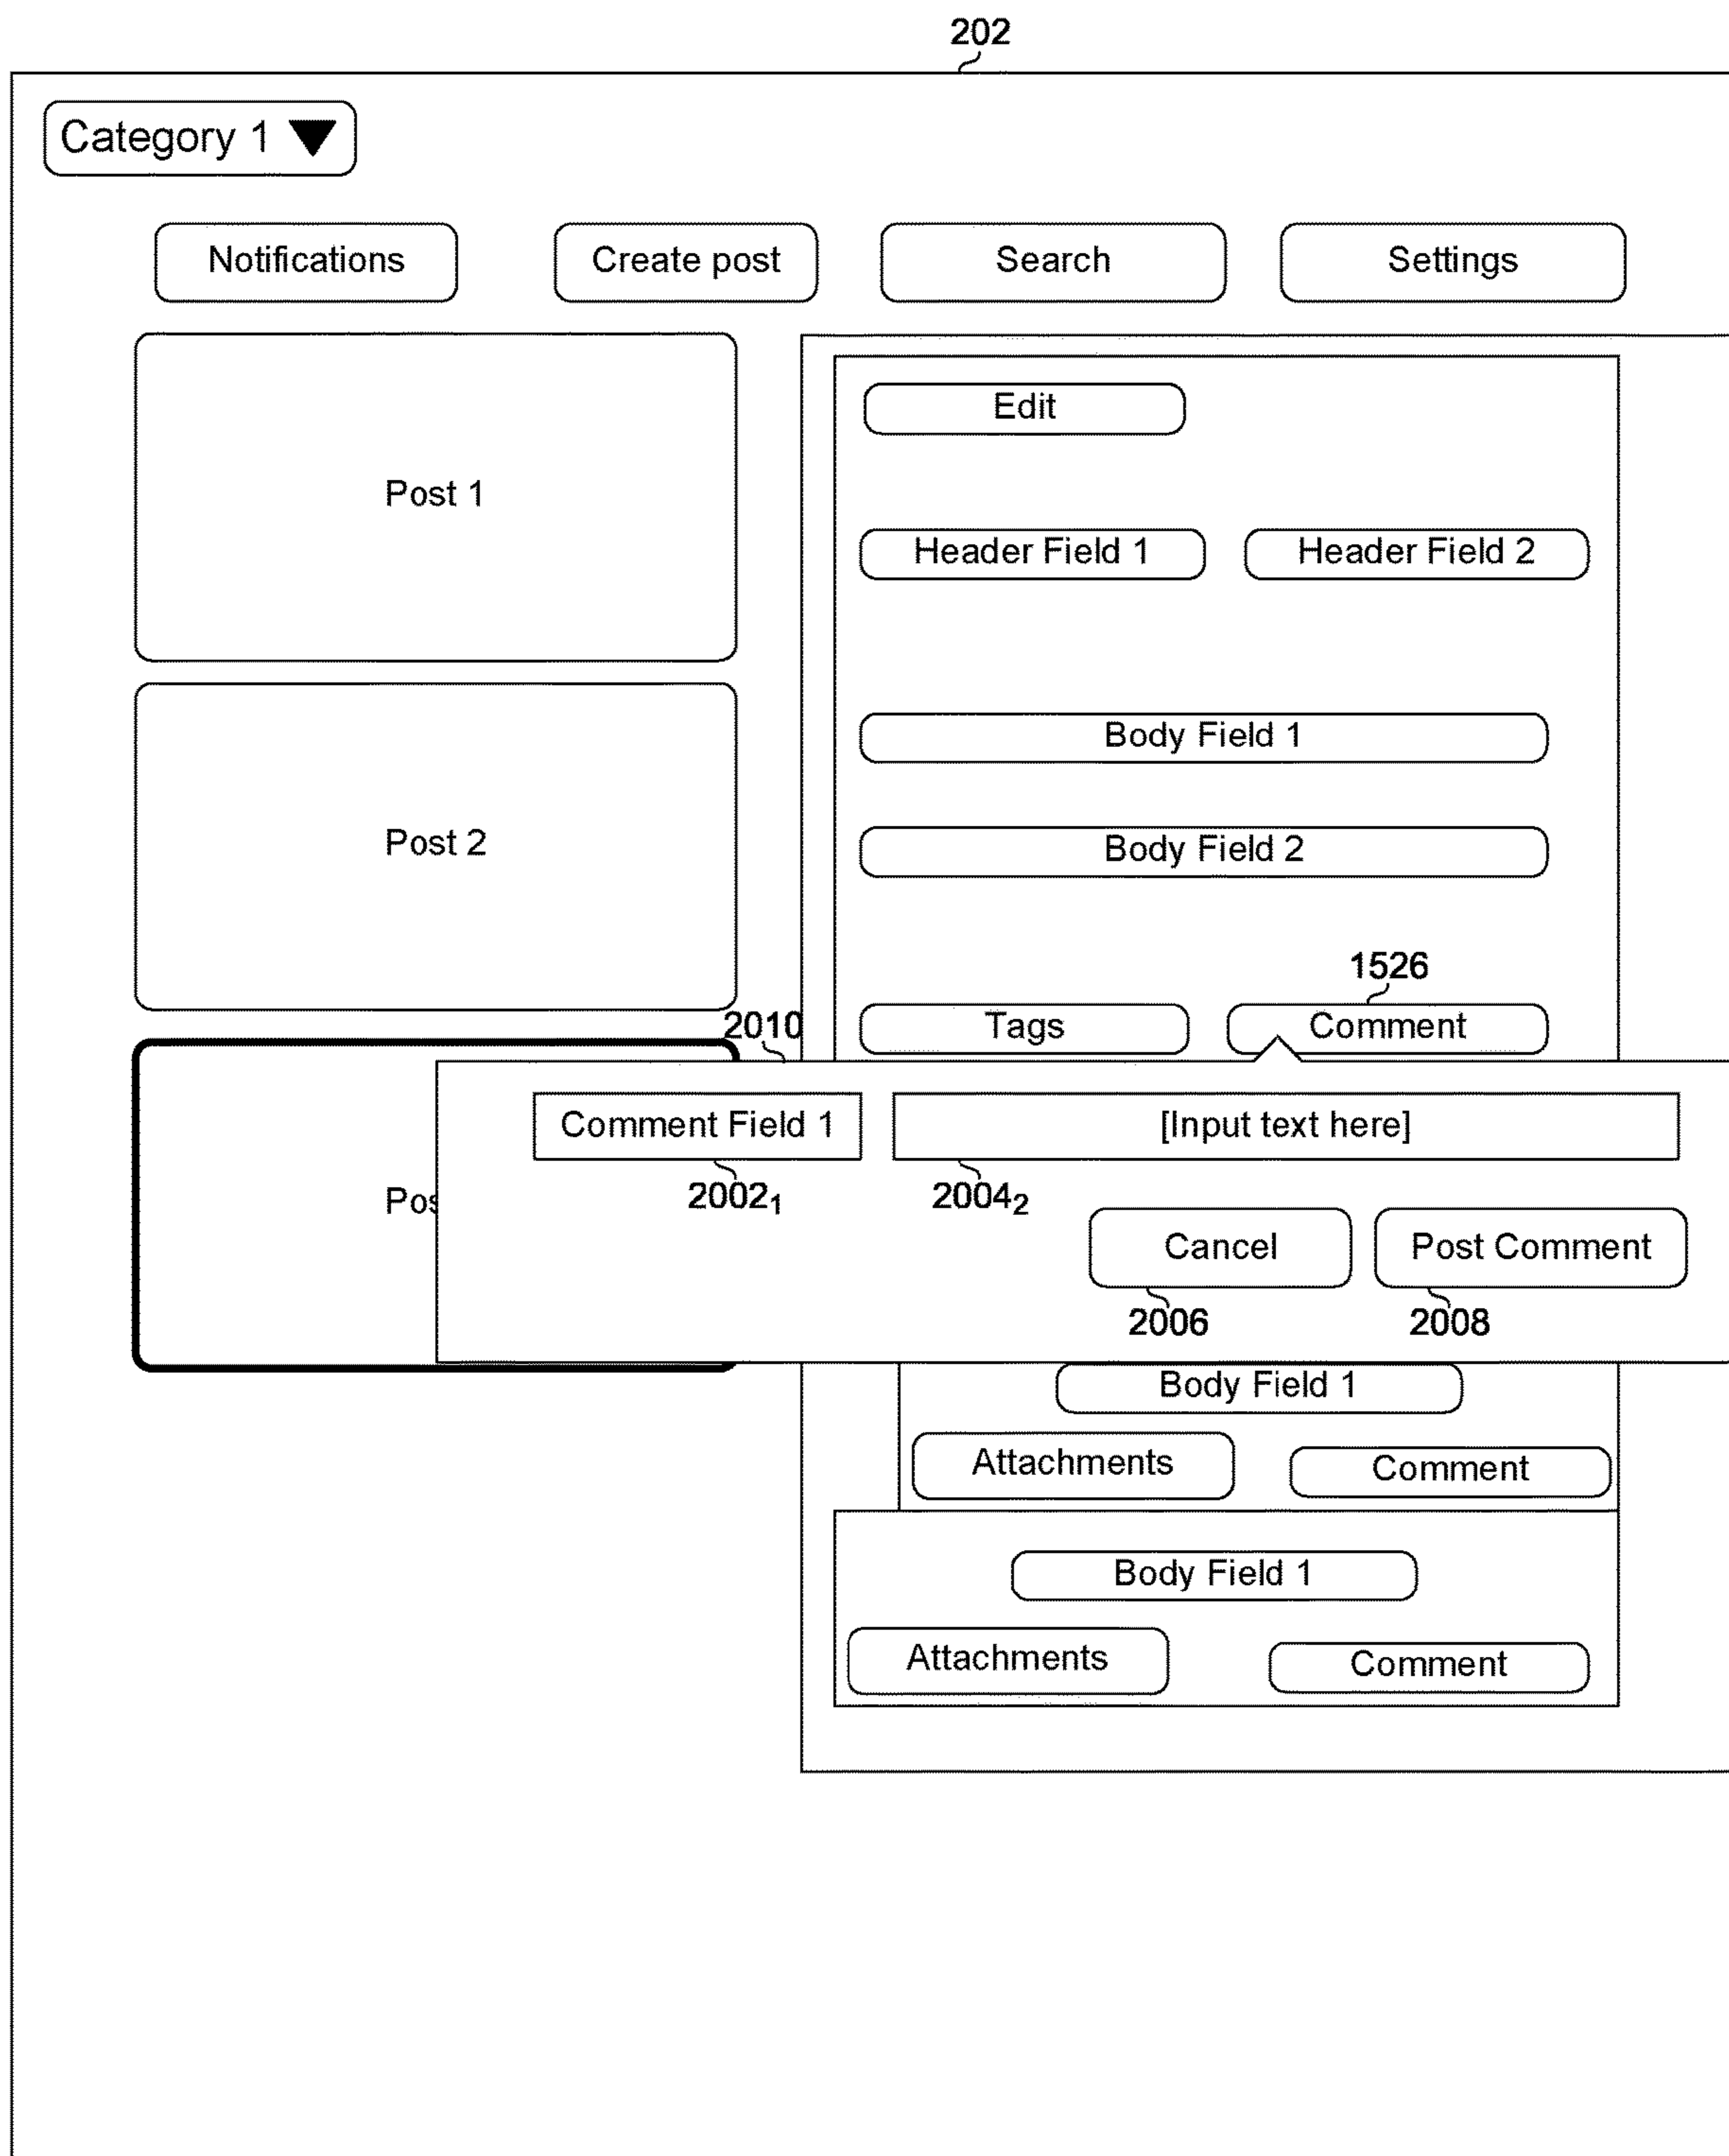 202
Category 1
Notifications Create post Search Settings
Post 1
Post 2
Pos
Edit
Header Field 1 Header Field 2
Body Field 1
Body Field 2
1526
Tags Comment
2010
Comment Field 1 [Input text here]
2002₁ 2004₂
Cancel Post Comment
2006 2008
Body Field 1
Attachments Comment
Body Field 1
Attachments Comment